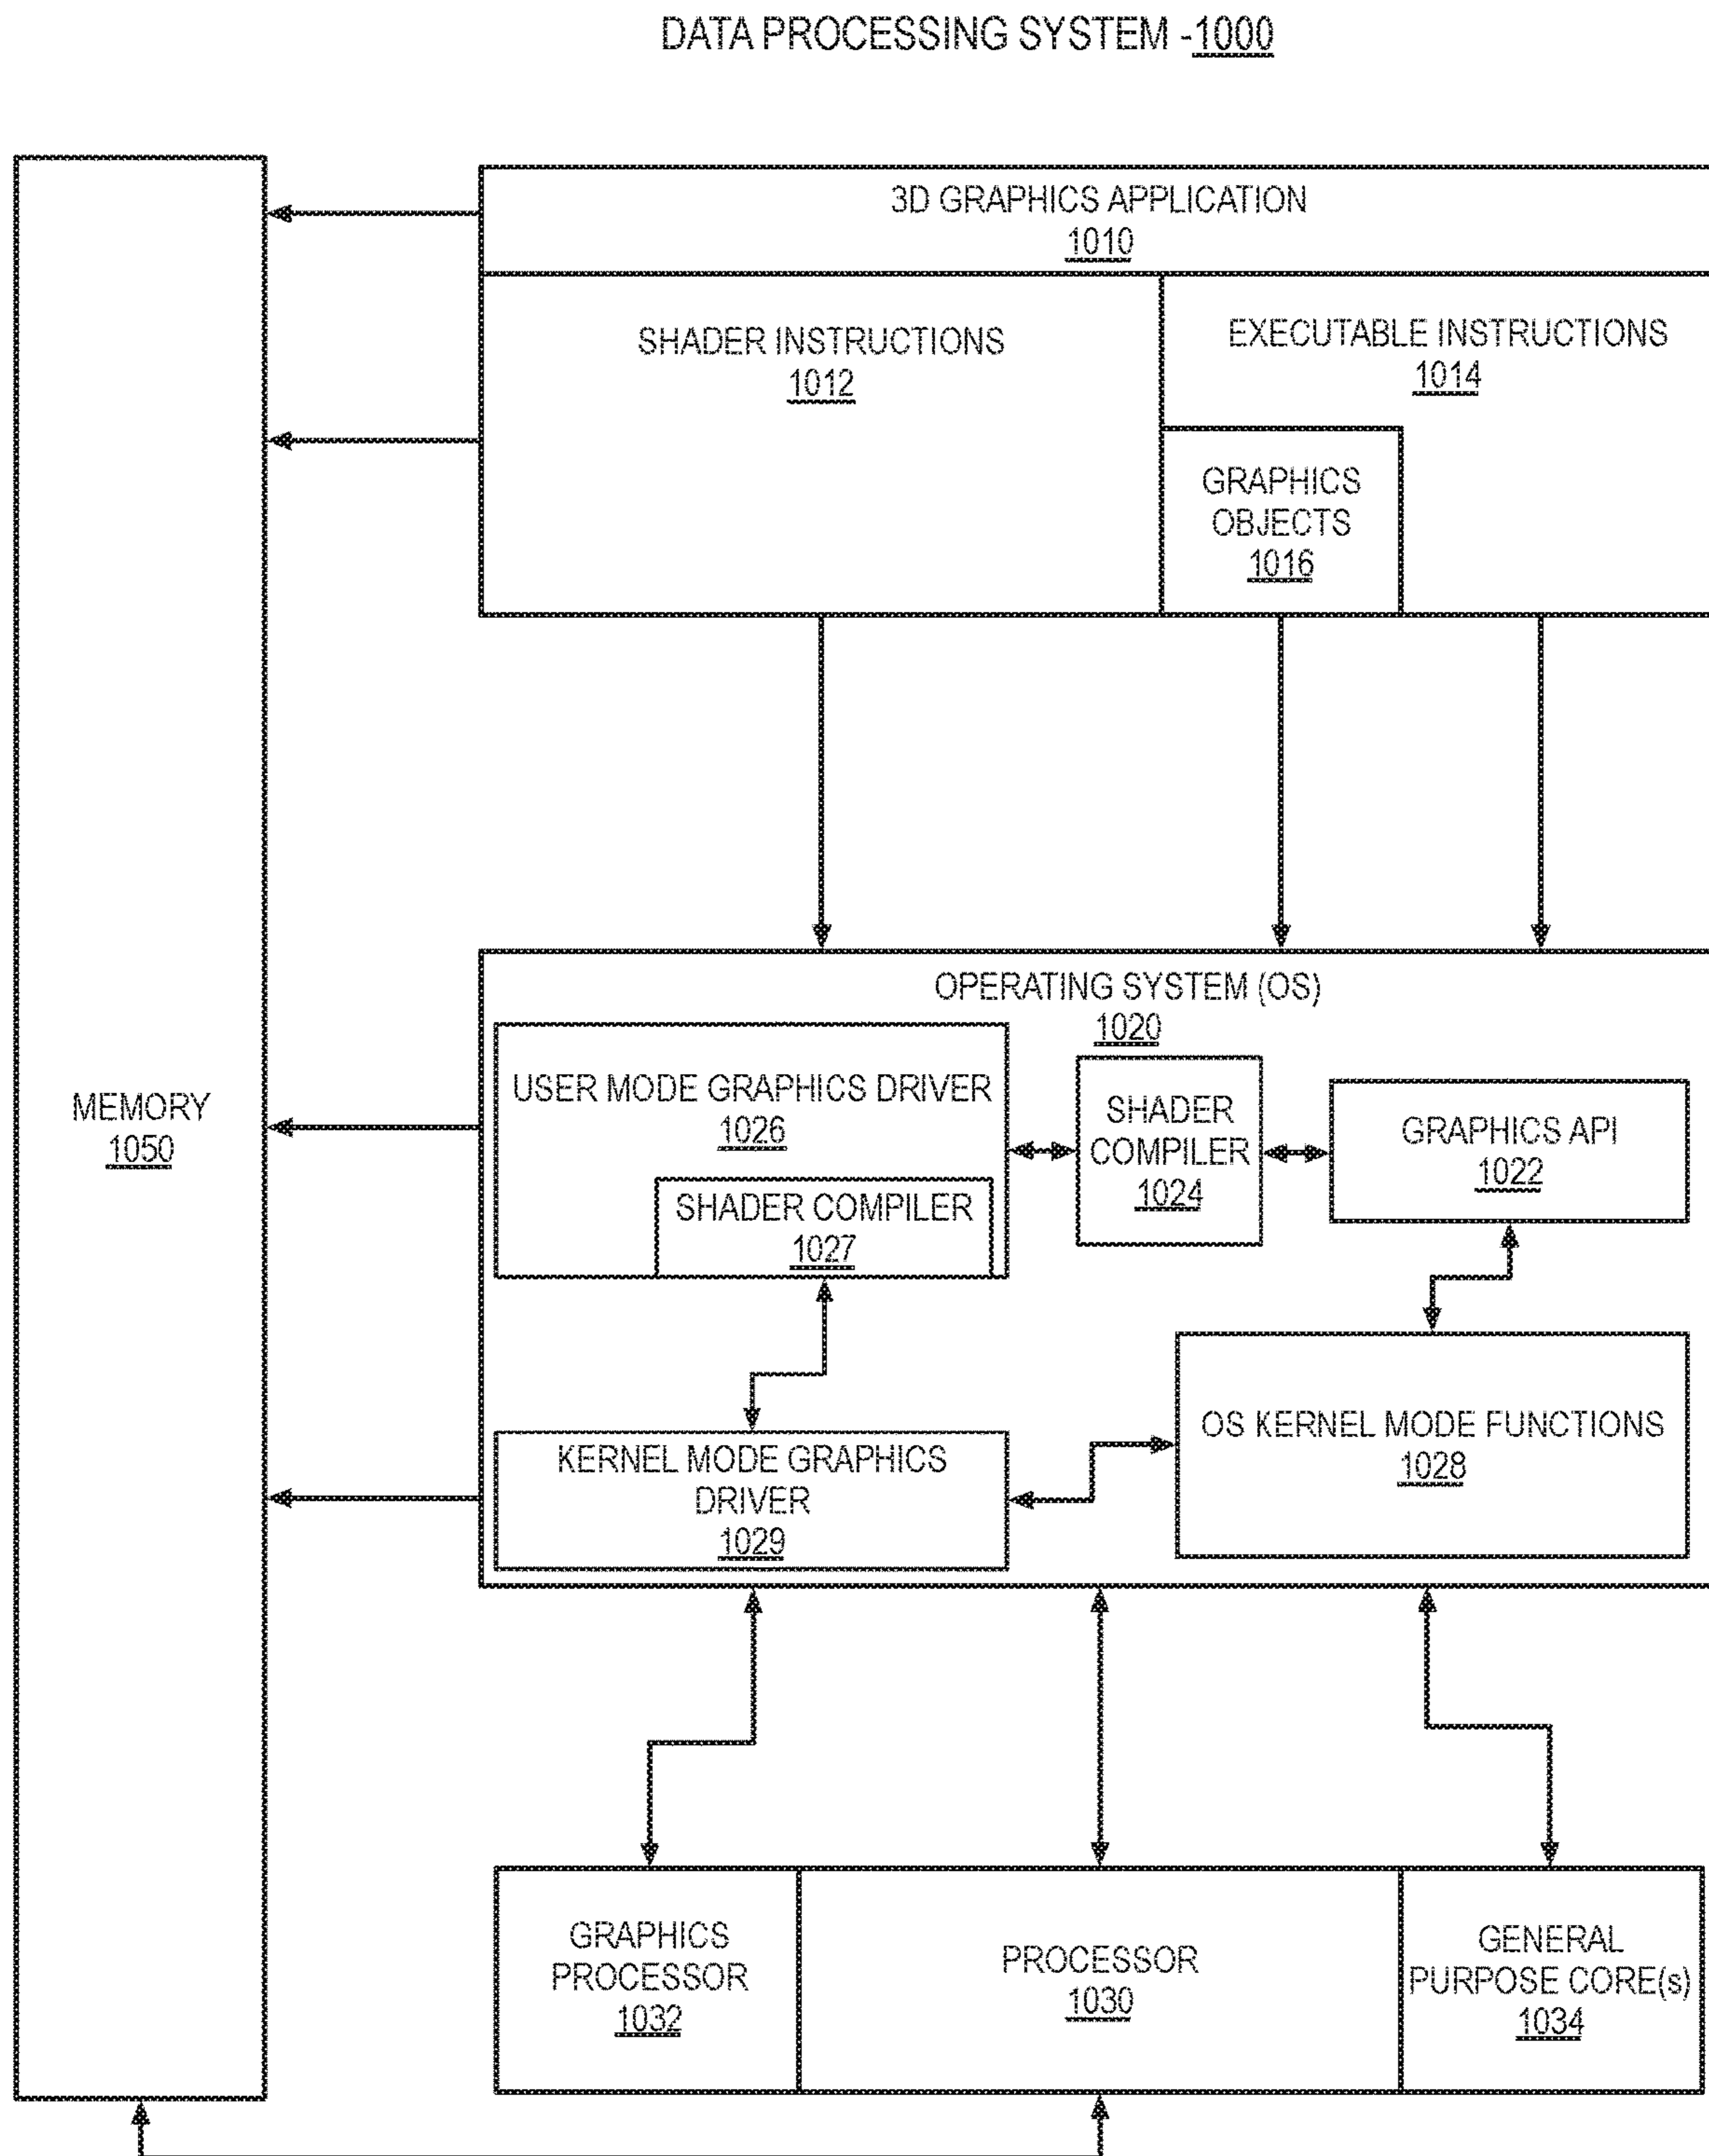 DATA PROCESSING SYSTEM -1000
3D GRAPHICS APPLICATION
1010
SHADER INSTRUCTIONS
1012
EXECUTABLE INSTRUCTIONS
1014
GRAPHICS
OBJECTS
1016
MEMORY
1050
OPERATING SYSTEM (OS)
1020
USER MODE GRAPHICS DRIVER
1026
SHADER COMPILER
1027
SHADER
COMPILER
1024
GRAPHICS API
1022
KERNEL MODE GRAPHICS
DRIVER
1029
OS KERNEL MODE FUNCTIONS
1028
GRAPHICS
PROCESSOR
1032
PROCESSOR
1030
GENERAL
PURPOSE CORE(s)
1034